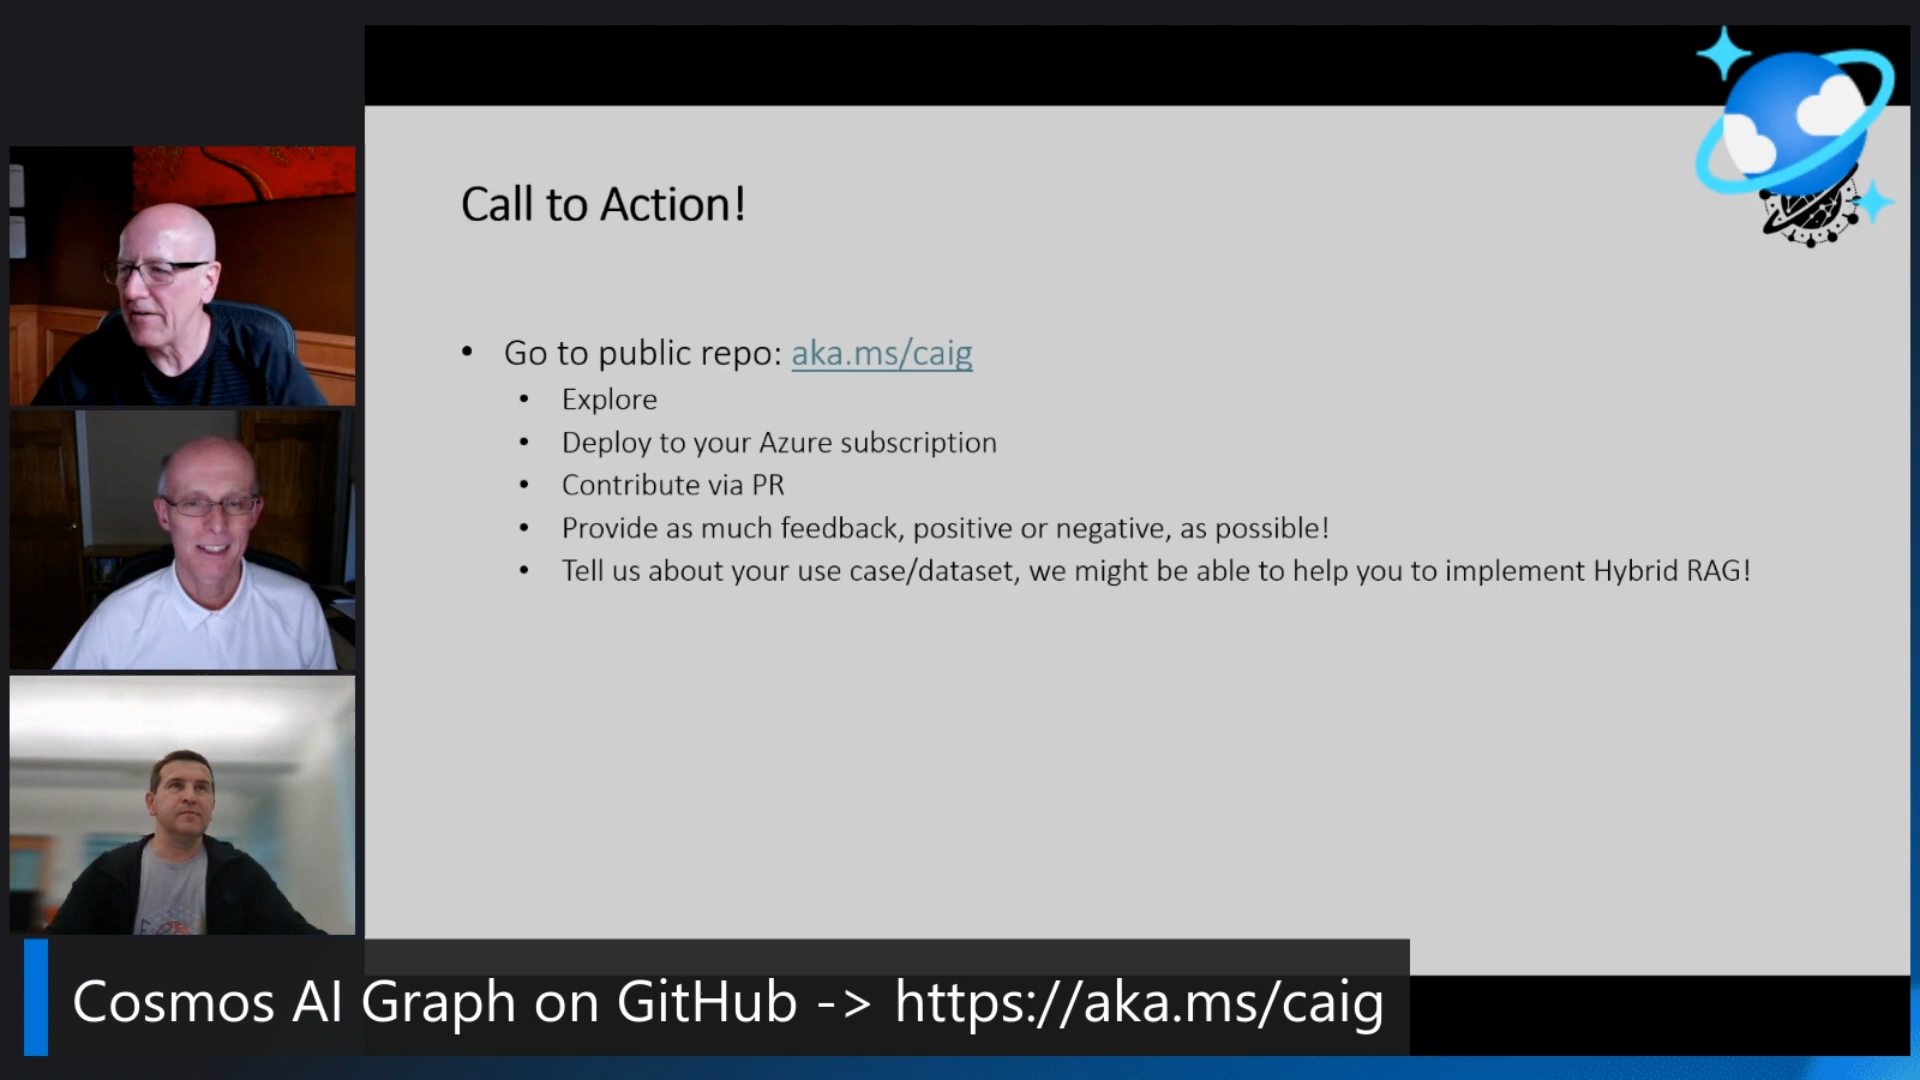 Call to Action!
• Go to public repo: aka.ms/caig
• Explore
• Deploy to your Azure subscription
• Contribute via PR
• Provide as much feedback, positive or negative, as possible!
• Tell us about your use case/dataset, we might be able to help you to implement Hybrid RAG!
Cosmos AI Graph on GitHub -> https://aka.ms/caig